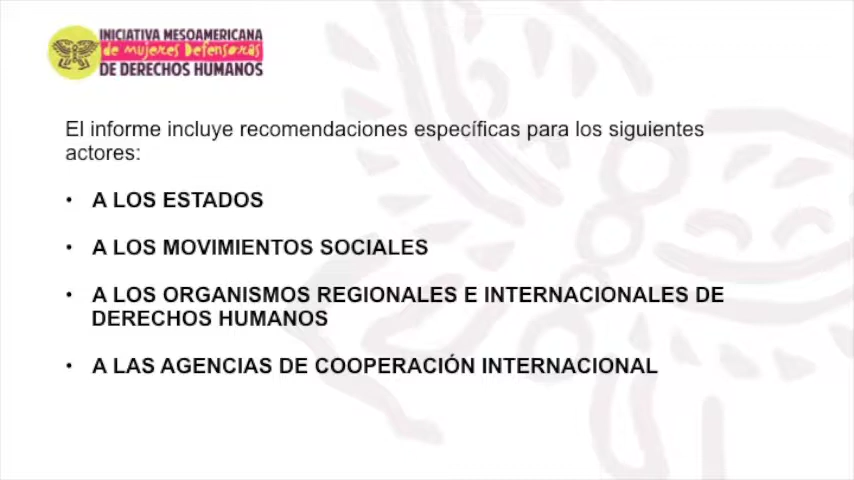 INICIATIVA MESOAMERICANA
de mujeres Defensoras
DE DERECHOS HUMANOS
El informe incluye recomendaciones específicas para los siguientes
actores:
• A LOS ESTADOS
• A LOS MOVIMIENTOS SOCIALES
• A LOS ORGANISMOS REGIONALES E INTERNACIONALES DE
DERECHOS HUMANOS
• A LAS AGENCIAS DE COOPERACIÓN INTERNACIONAL